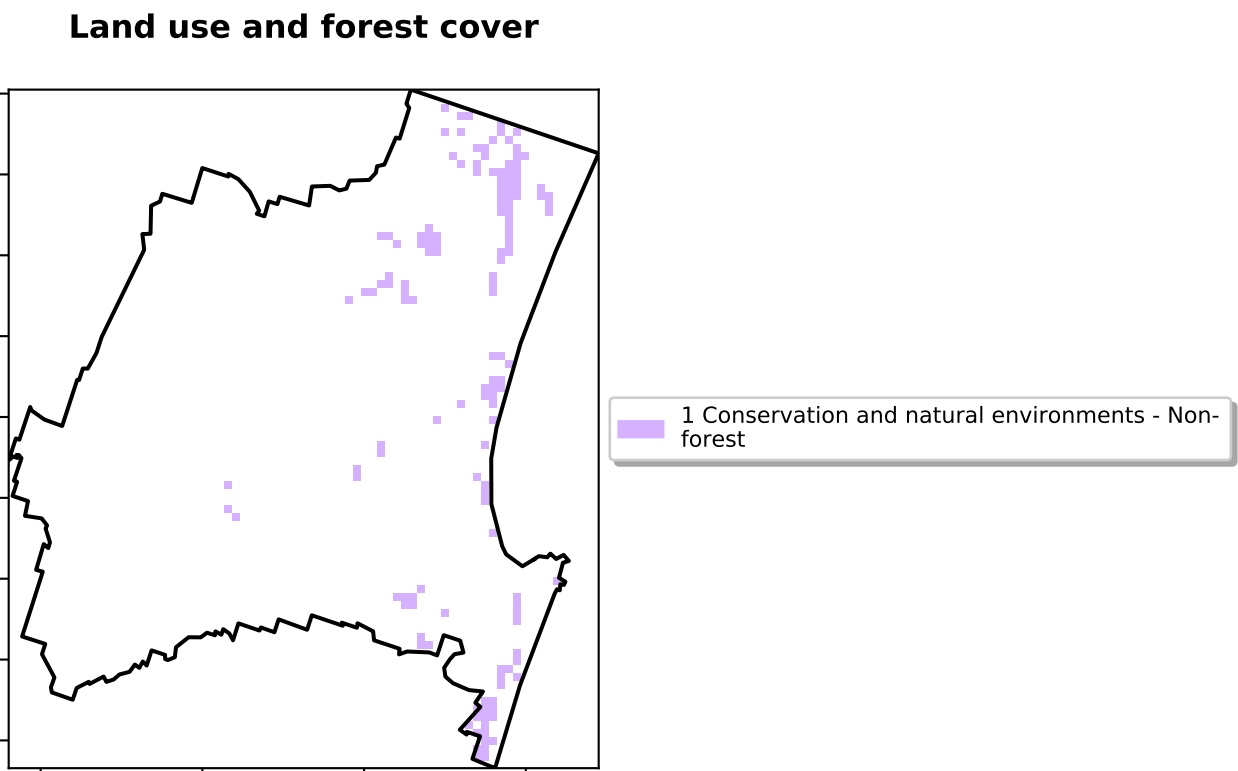 Land use and forest cover
1 Conservation and natural environments - Non-
forest